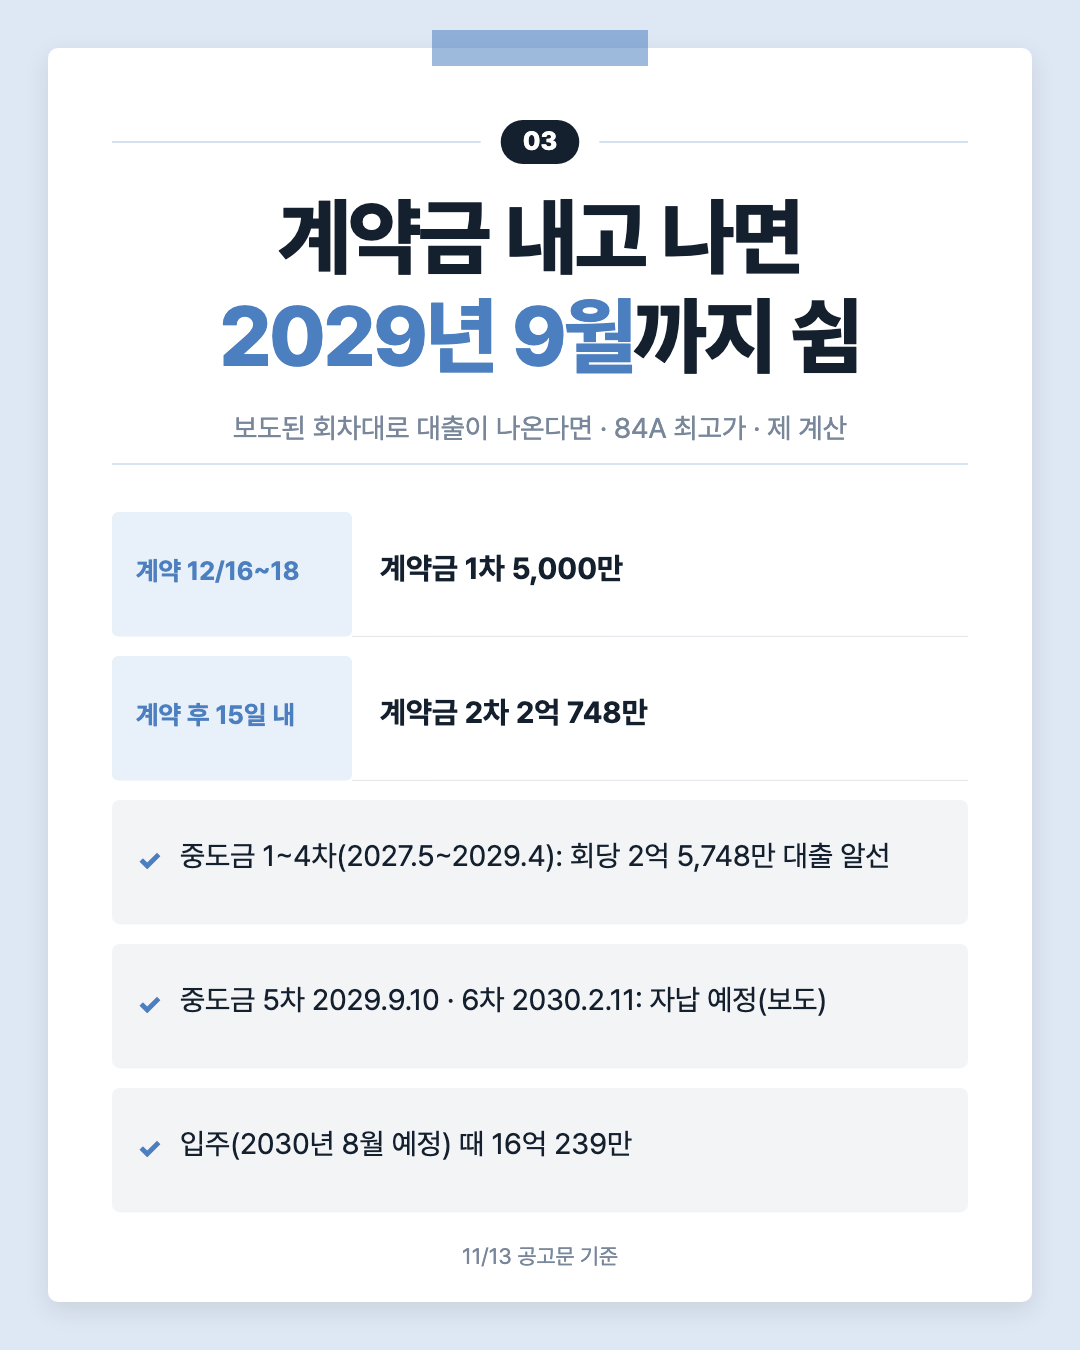 03
계약금 내고 나면
2029년 9월까지 쉼
보도된 회차대로 대출이 나온다면 · 84A 최고가 · 제 계산
계약 12/16~18
계약금 1차 5,000만
계약 후 15일 내
계약금 2차 2억 748만
중도금 1~4차(2027.5~2029.4): 회당 2억 5,748만 대출 알선
중도금 5차 2029.9.10 · 6차 2030.2.11: 자납 예정(보도)
입주(2030년 8월 예정) 때 16억 239만
11/13 공고문 기준